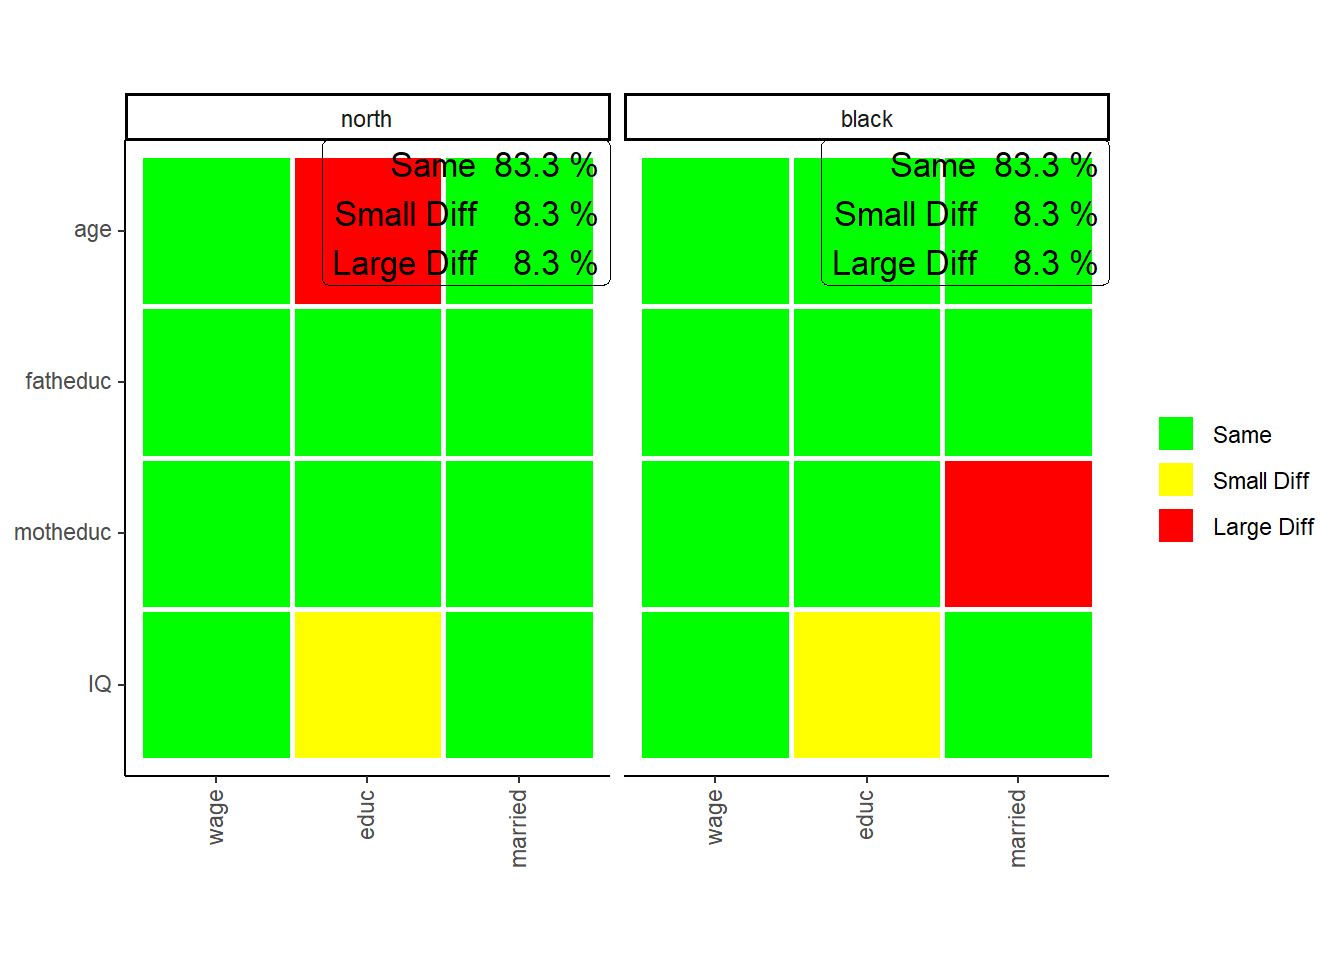 north
black
Same 83.3 %
Small Diff 8.3 %
Large Diff 8.3 %
Same 83.3 %
Small Diff 8.3 %
Large Diff 8.3 %
age
fatheduc
motheduc
IQ
wage
educ
married
wage
educ
married
Same
Small Diff
Large Diff